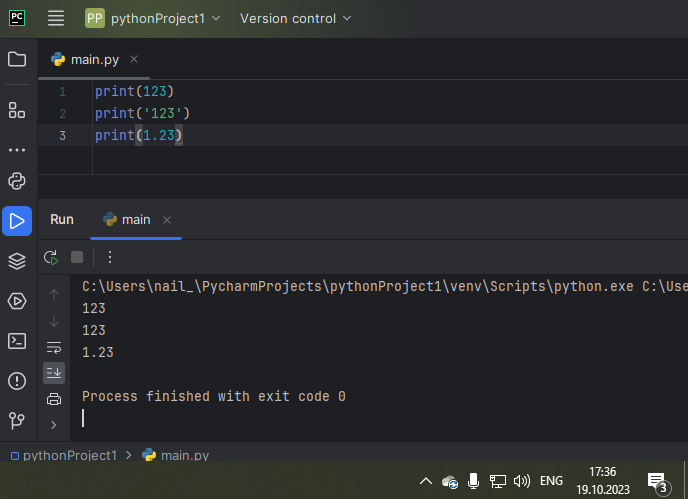 PC PP pythonProject1 Version control
main.py
1 print(123)
2 print('123')
3 print(1.23)
Run main
C:\Users\nail_\PycharmProjects\pythonProject1\venv\Scripts\python.exe C:\Use
123
123
1.23
Process finished with exit code 0
pythonProject1 > main.py
ENG
17:36
19.10.2023
3